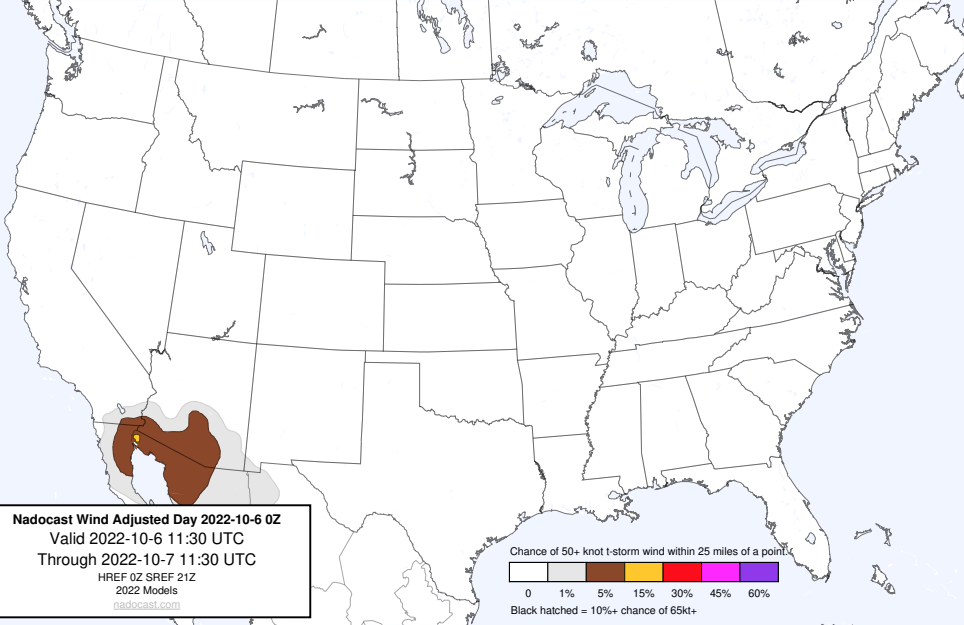 Nadocast Wind Adjusted Day 2022-10-6 0Z
Valid 2022-10-6 11:30 UTC
Through 2022-10-7 11:30 UTC
HREF 0Z SREF 21Z
2022 Models
nadocast.com
Chance of 50+ knot t-storm wind within 25 miles of a point.
0 1% 5% 15% 30% 45% 60%
Black hatched = 10%+ chance of 65kt+